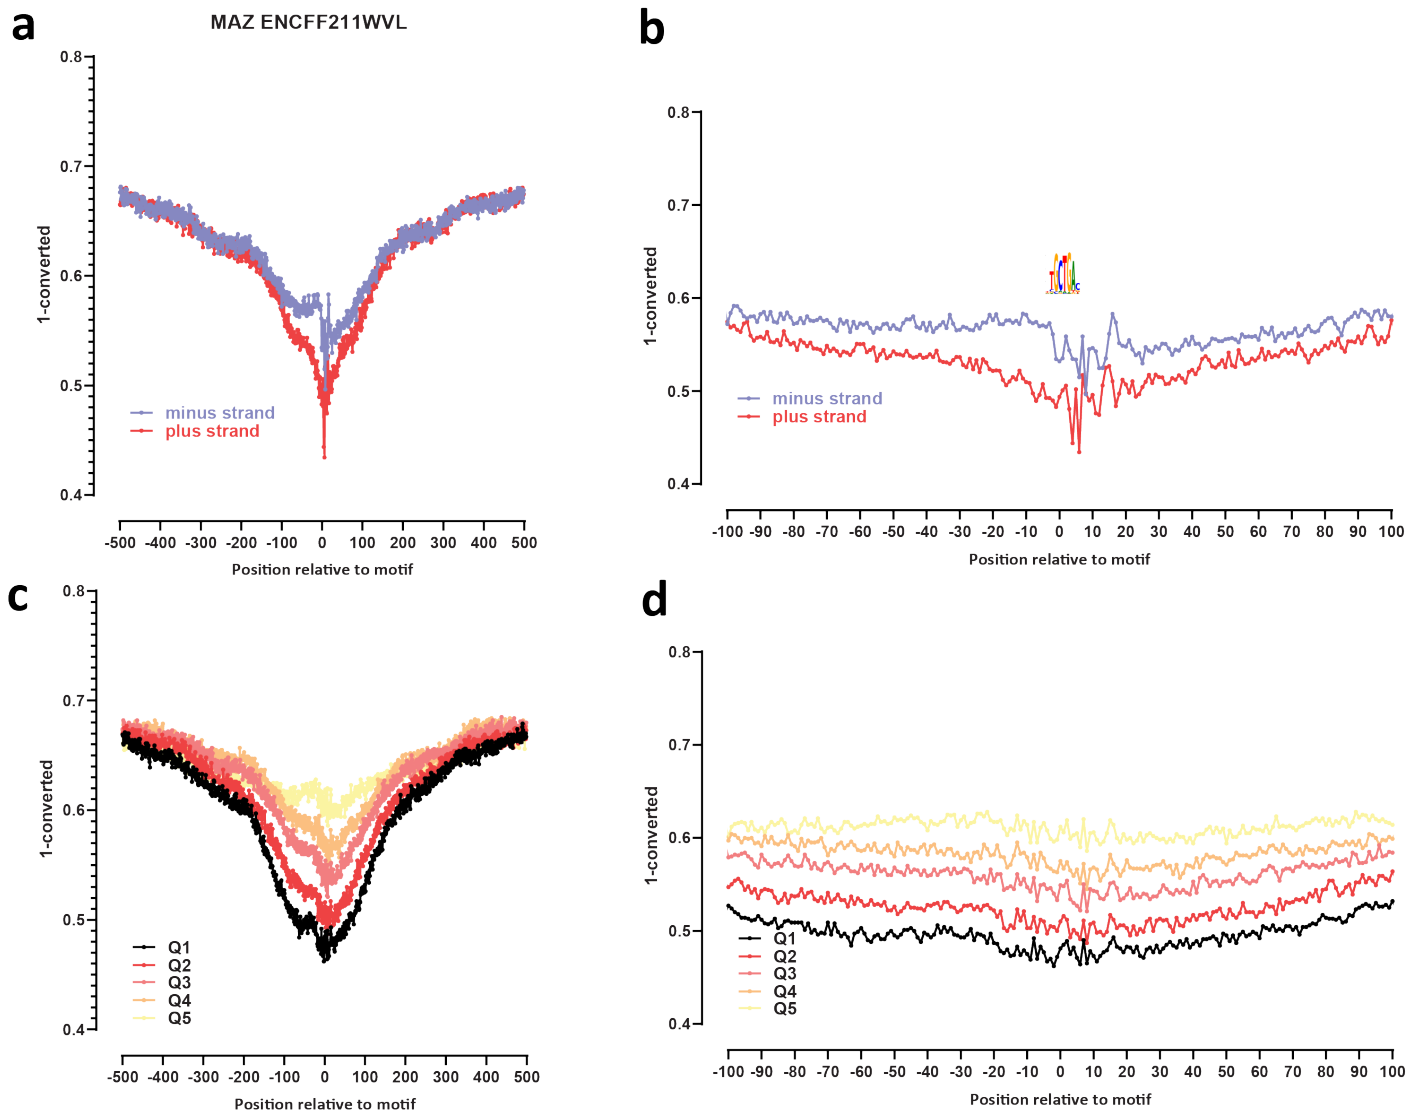 a
MAZ ENCFF211WVL
0.8
0.7
0.6
0.5
0.4
1-converted
minus strand
plus strand
-500 -400 -300 -200 -100 0 100 200 300 400 500
Position relative to motif
b
0.8
0.7
0.6
0.5
0.4
1-converted
minus strand
plus strand
-100 -90 -80 -70 -60 -50 -40 -30 -20 -10 0 10 20 30 40 50 60 70 80 90 100
Position relative to motif
c
0.8
0.7
0.6
0.5
0.4
1-converted
Q1
Q2
Q3
Q4
Q5
-500 -400 -300 -200 -100 0 100 200 300 400 500
Position relative to motif
d
0.8
0.7
0.6
0.5
0.4
1-converted
Q1
Q2
Q3
Q4
Q5
-100 -90 -80 -70 -60 -50 -40 -30 -20 -10 0 10 20 30 40 50 60 70 80 90 100
Position relative to motif